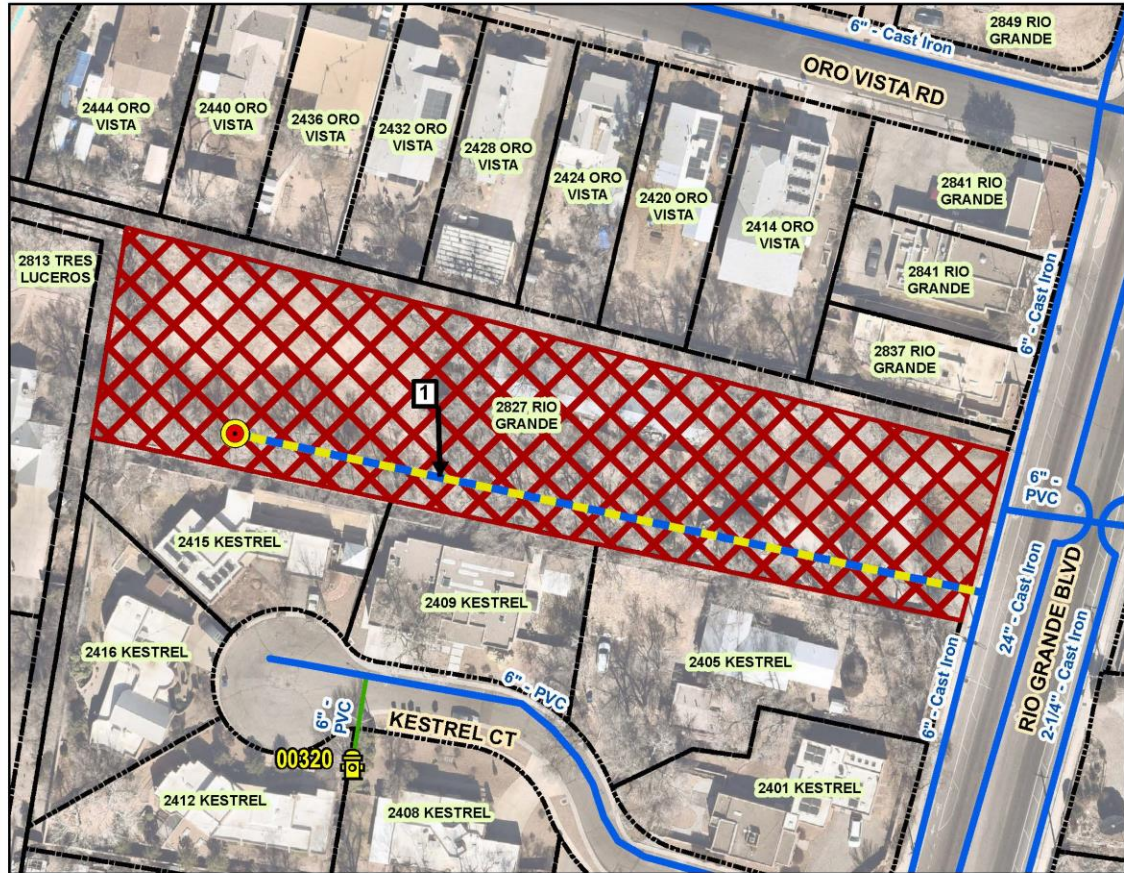 2849 RIO
GRANDE
6" - Cast Iron
ORO VISTA RD
2444 ORO
VISTA
2440 ORO
VISTA
2436 ORO
VISTA
2432 ORO
VISTA
2428 ORO
VISTA
2424 ORO
VISTA
2420 ORO
VISTA
2414 ORO
VISTA
2841 RIO
GRANDE
2841 RIO
GRANDE
2837 RIO
GRANDE
6" - Cast Iron
2813 TRES
LUCEROS
1
2827 RIO
GRANDE
6" -
PVC
2415 KESTREL
2409 KESTREL
2405 KESTREL
2416 KESTREL
6" - PVC
6" -
PVC
KESTREL CT
00320
2412 KESTREL
2408 KESTREL
2401 KESTREL
6" - Cast Iron
24" - Cast Iron
RIO GRANDE BLVD
2-1/4" - Cast Iron